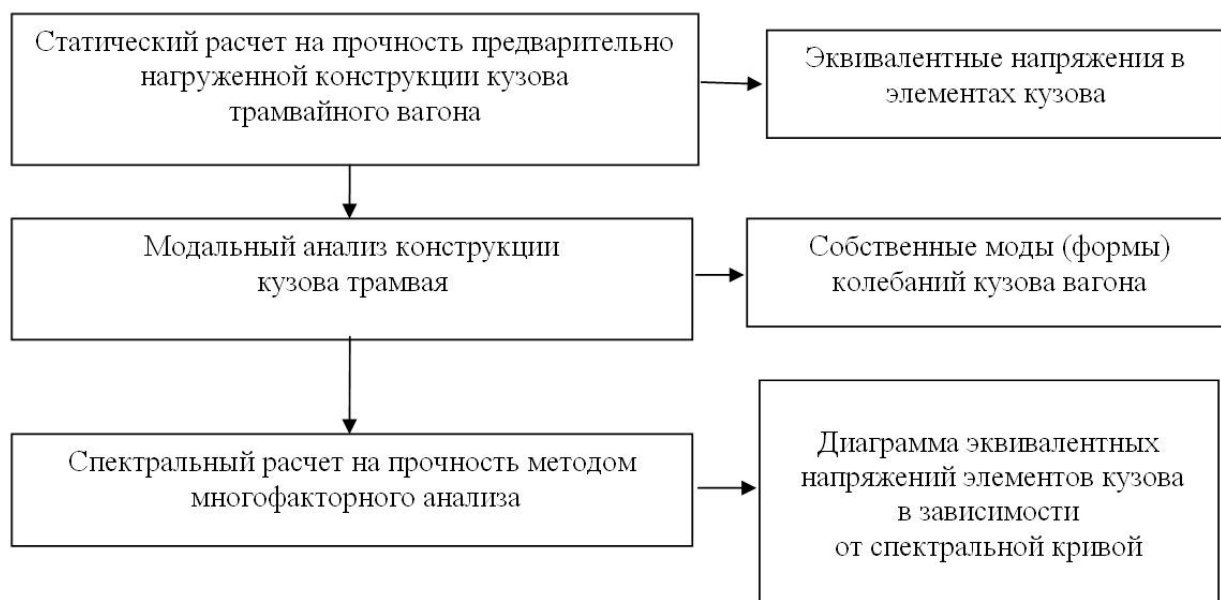 Статический расчет на прочность предварительно
нагруженной конструкции кузова
трамвайного вагона
Эквивалентные напряжения в
элементах кузова
Модальный анализ конструкции
кузова трамвая
Собственные моды (формы)
колебаний кузова вагона
Спектральный расчет на прочность методом
многофакторного анализа
Диаграмма эквивалентных
напряжений элементов кузова
в зависимости
от спектральной кривой